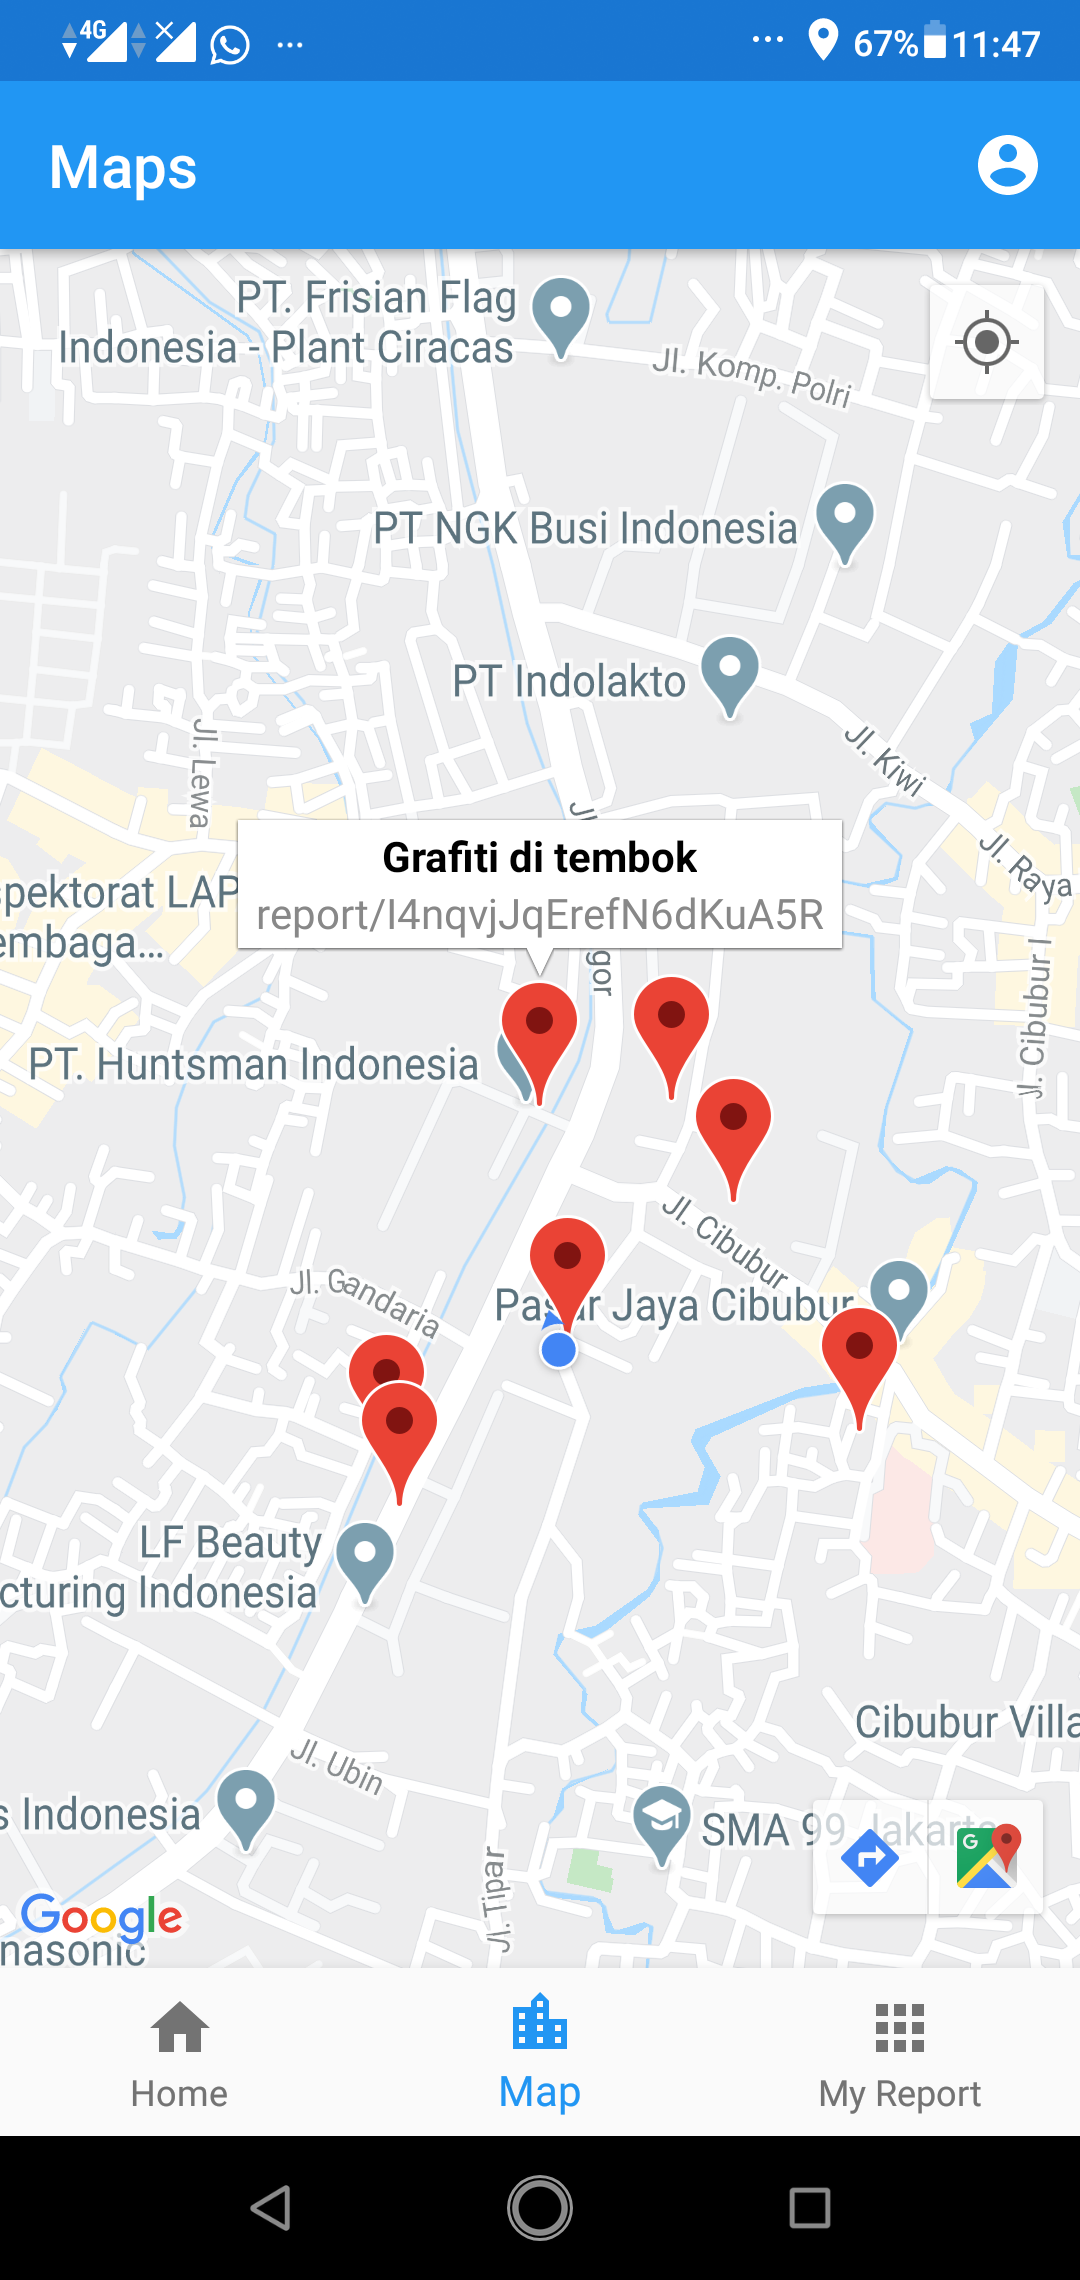 4G
67% 11:47
Maps
PT. Frisian Flag
Indonesia - Plant Ciracas
Jl. Komp. Polri
PT NGK Busi Indonesia
PT Indolakto
Jl. Kiwi
Jl. Lewa
Jl. Raya
Grafiti di tembok
report/I4nqvjJqErefN6dKuA5R
spektorat LAP
embaga...
gor
Jl. Cibubur I
PT. Huntsman Indonesia
Jl. Cibubur
Jl. Gandaria
Pasar Jaya Cibubur
LF Beauty
cturing Indonesia
Cibubur Villa
Jl. Ubin
s Indonesia
SMA 99 Jakarta
Jl. Tipar
Google
nasonic
Home
Map
My Report